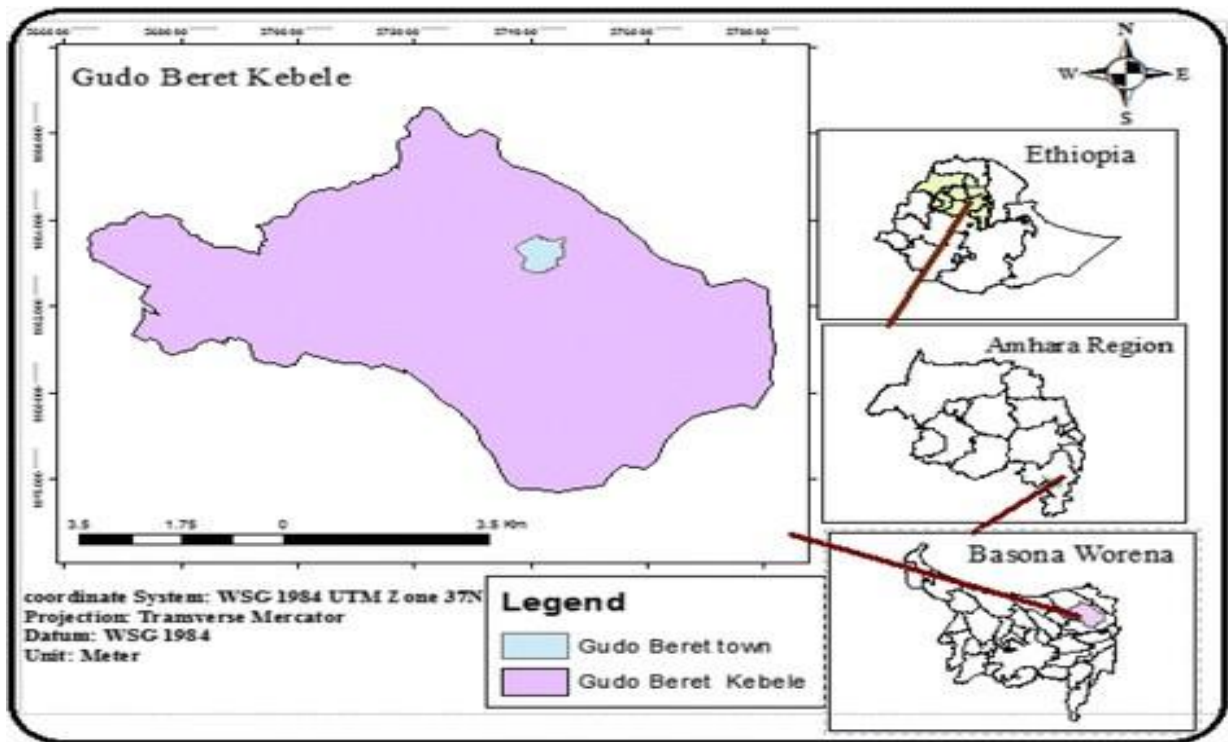 Gudo Beret Kebele
N
W
E
S
Ethiopia
Amhara Region
Basona Worena
3.5 1.75 0 3.5 Km
coordinate System: WSG 1984 UTM Zone 37N
Projection: Transverse Mercator
Datum: WSG 1984
Unit: Meter
Legend
Gudo Beret town
Gudo Beret Kebele